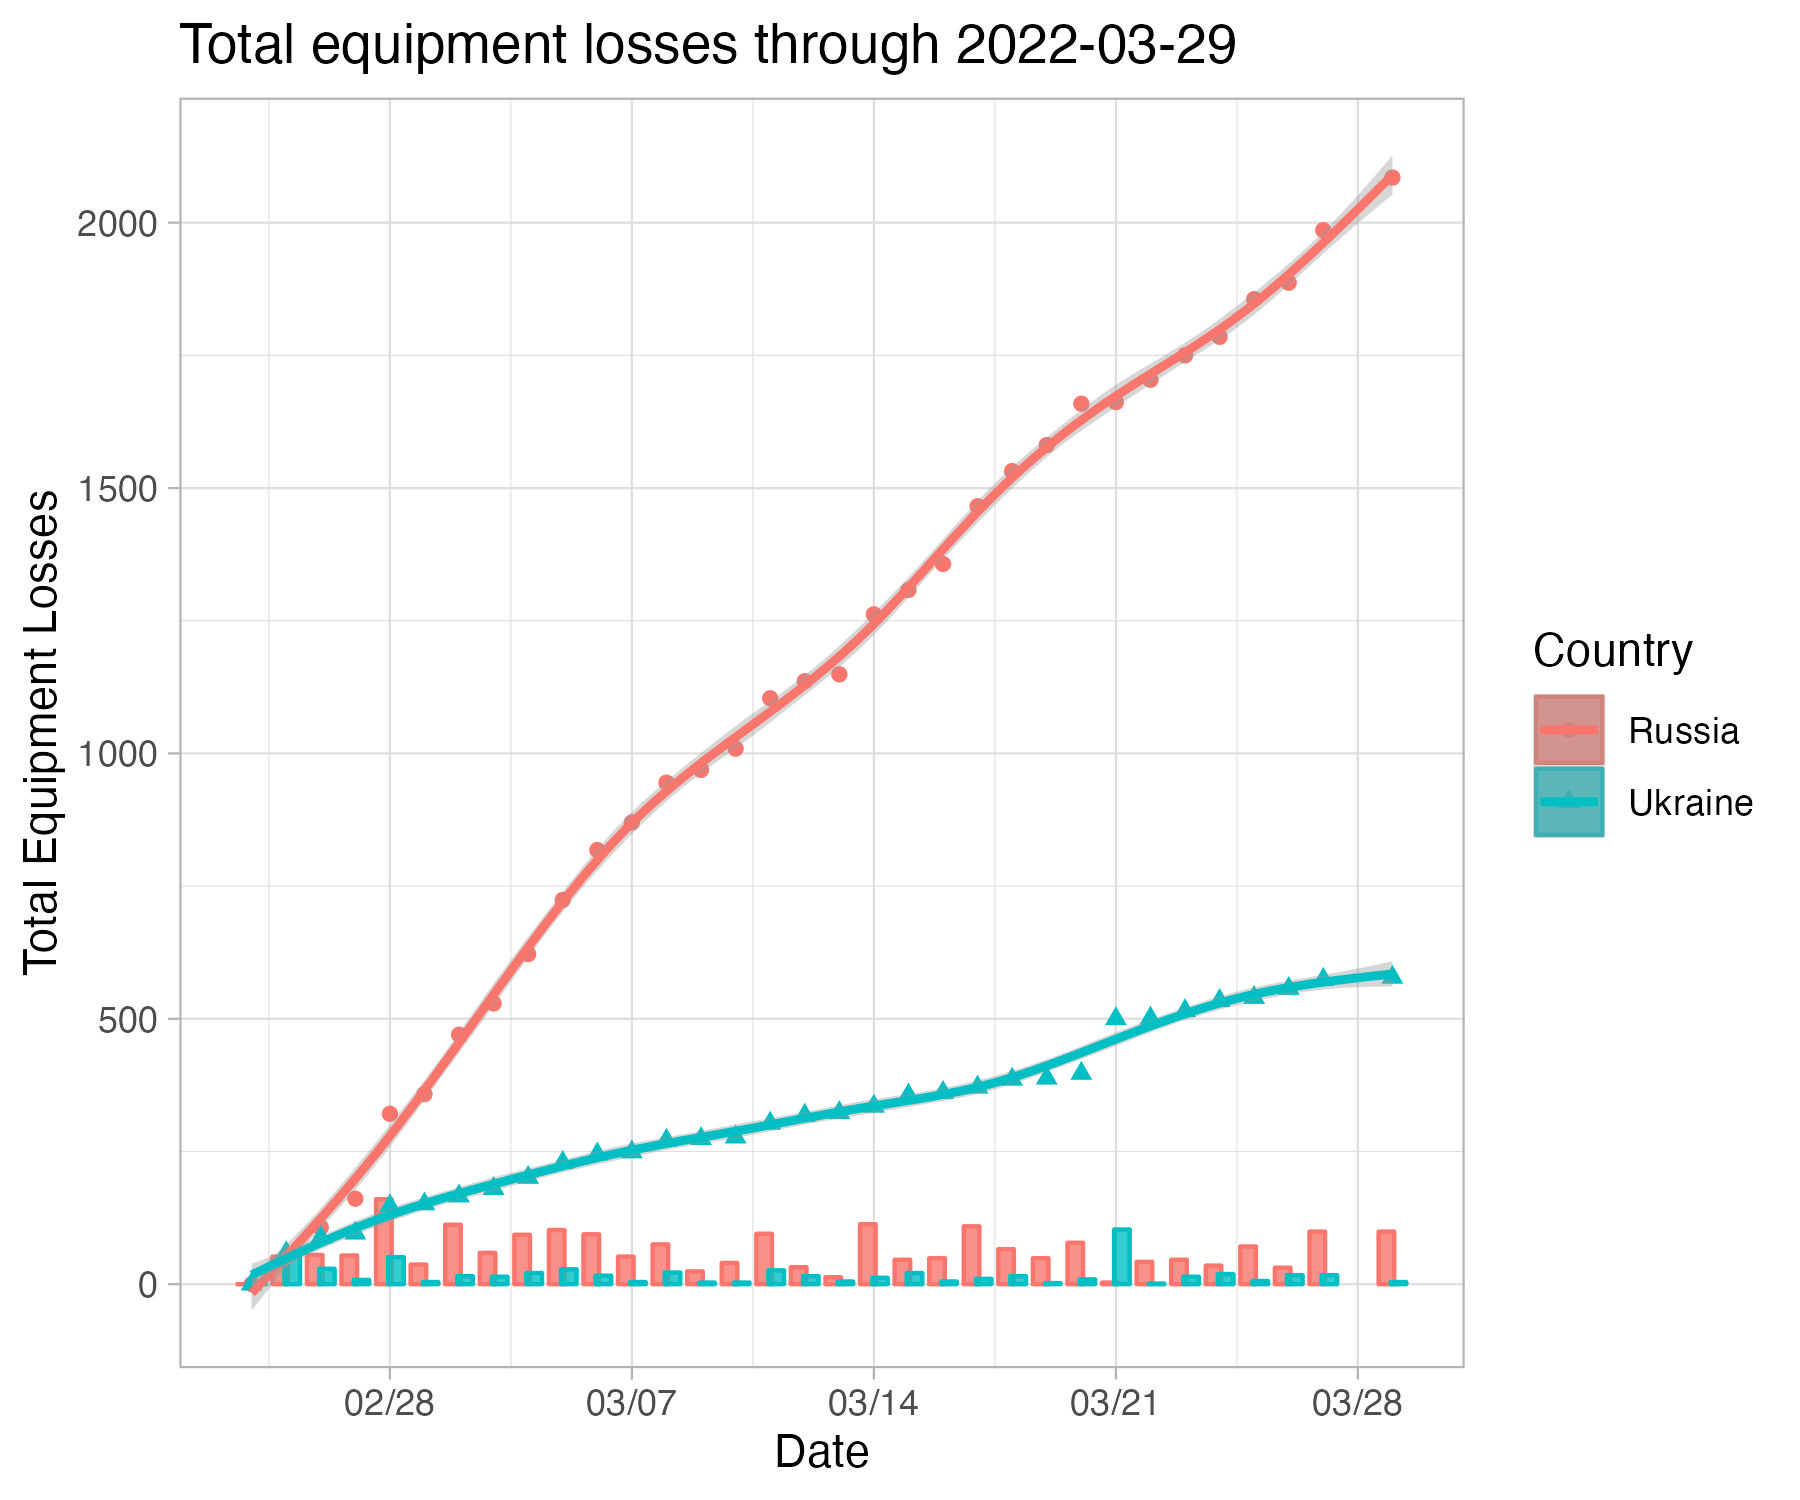 Total equipment losses through 2022-03-29
Total Equipment Losses
2000
1500
1000
500
0
02/28 03/07 03/14 03/21 03/28
Date
Country
Russia
Ukraine